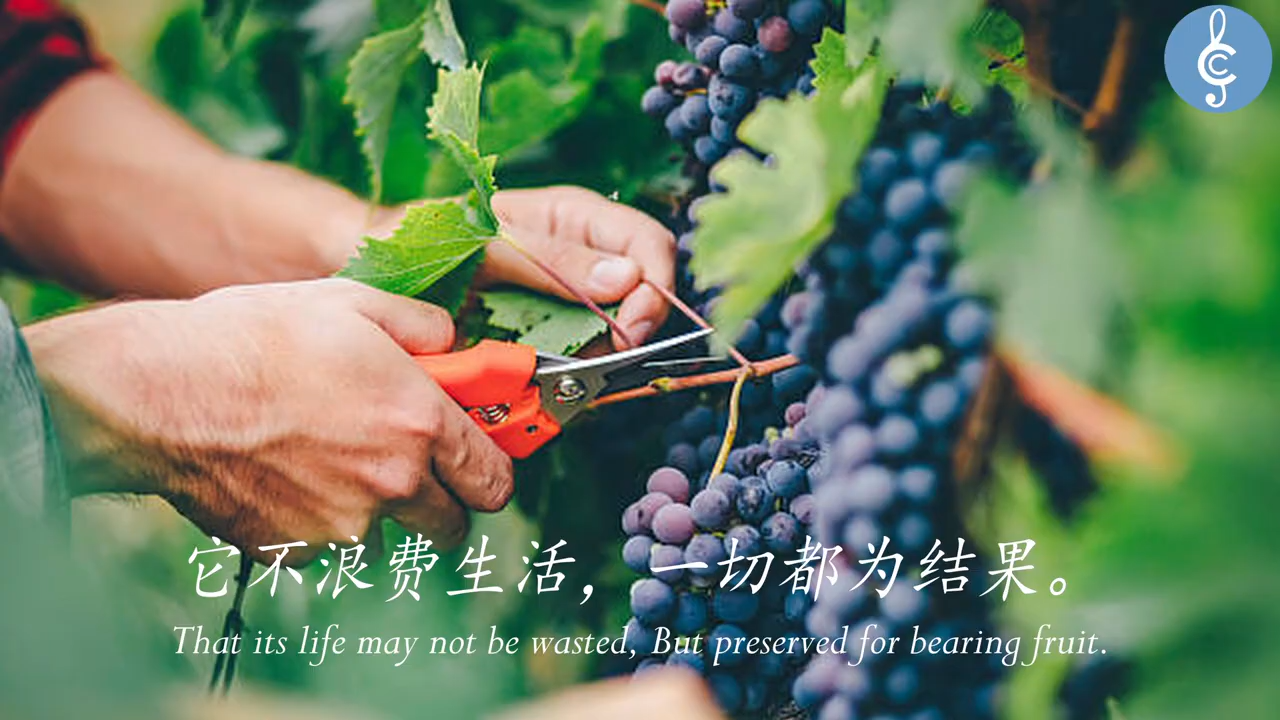 它不浪费生活，一切都为结果。
That its life may not be wasted, But preserved for bearing fruit.